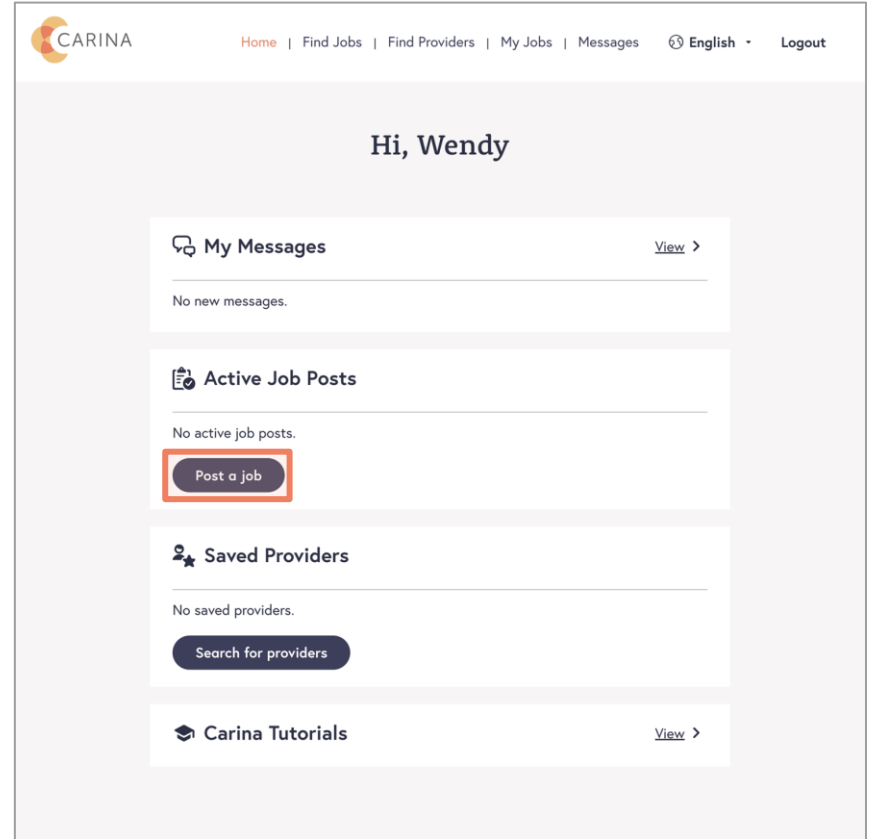 CARINA
Home | Find Jobs | Find Providers | My Jobs | Messages English Logout
Hi, Wendy
My Messages View >
No new messages.
Active Job Posts
No active job posts.
Post a job
Saved Providers
No saved providers.
Search for providers
Carina Tutorials View >